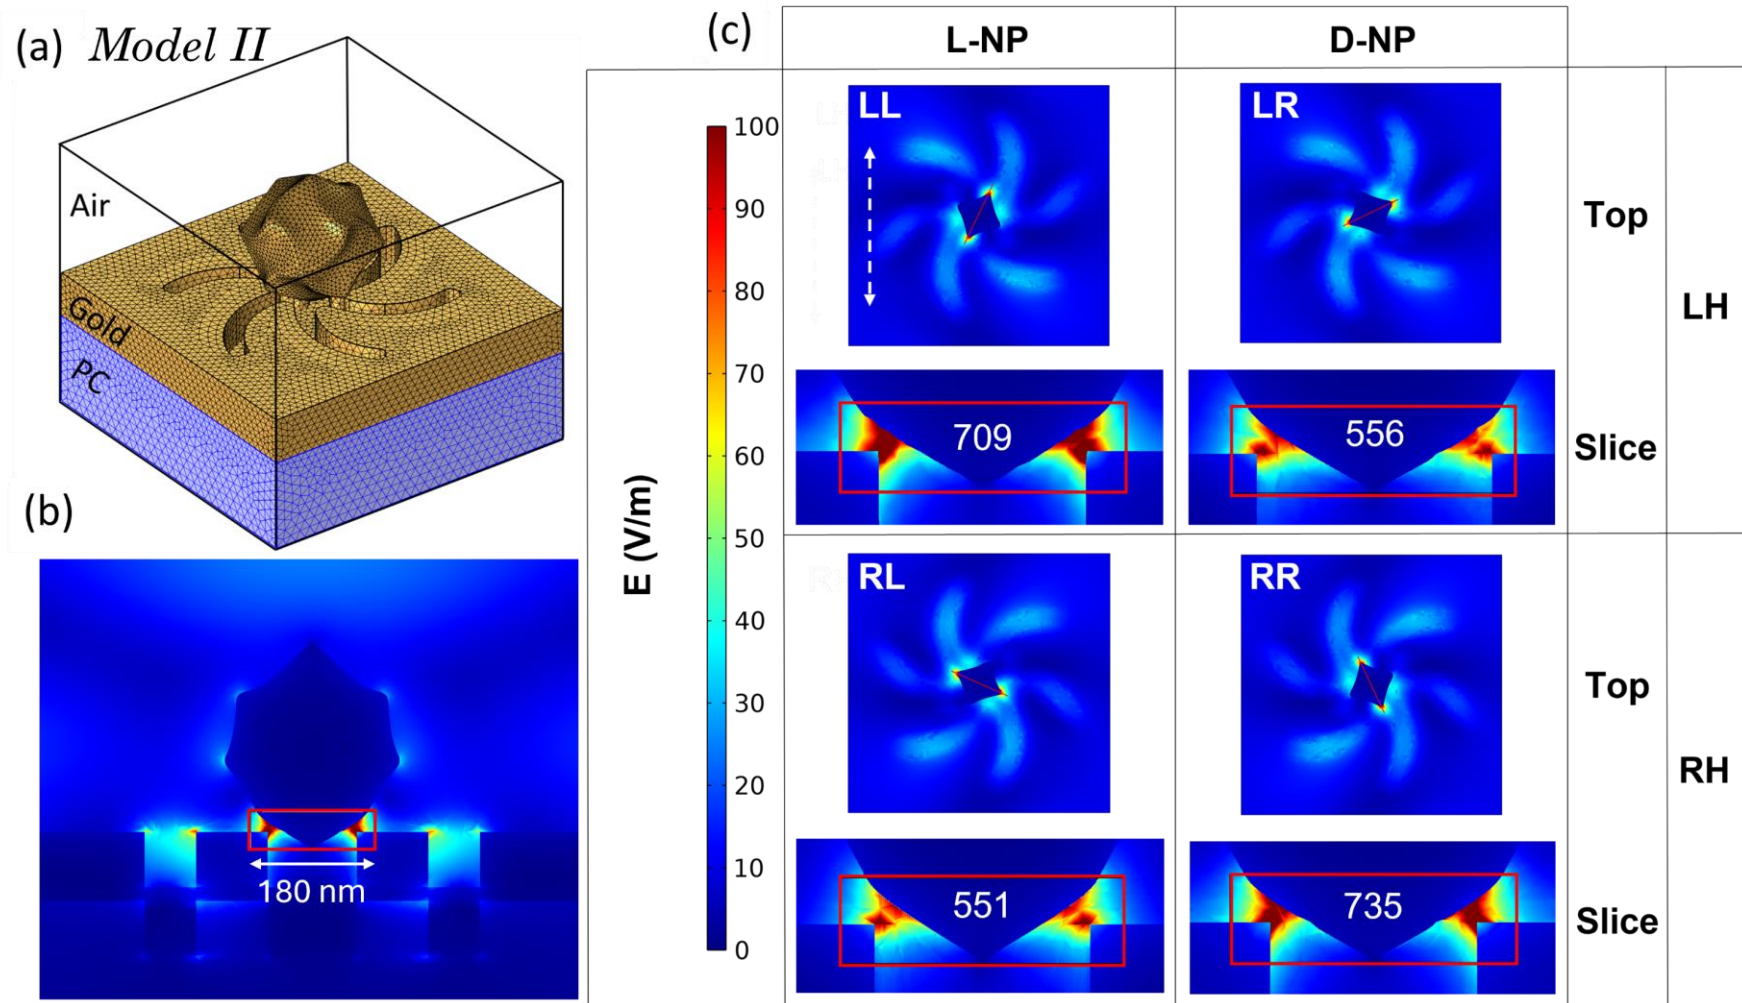 (a) Model II
Air
Gold
PC
(b)
180 nm
(c)
L-NP
D-NP
E (V/m)
100
90
80
70
60
50
40
30
20
10
0
LL
LR
Top
709
556
Slice
LH
RL
RR
Top
551
735
Slice
RH